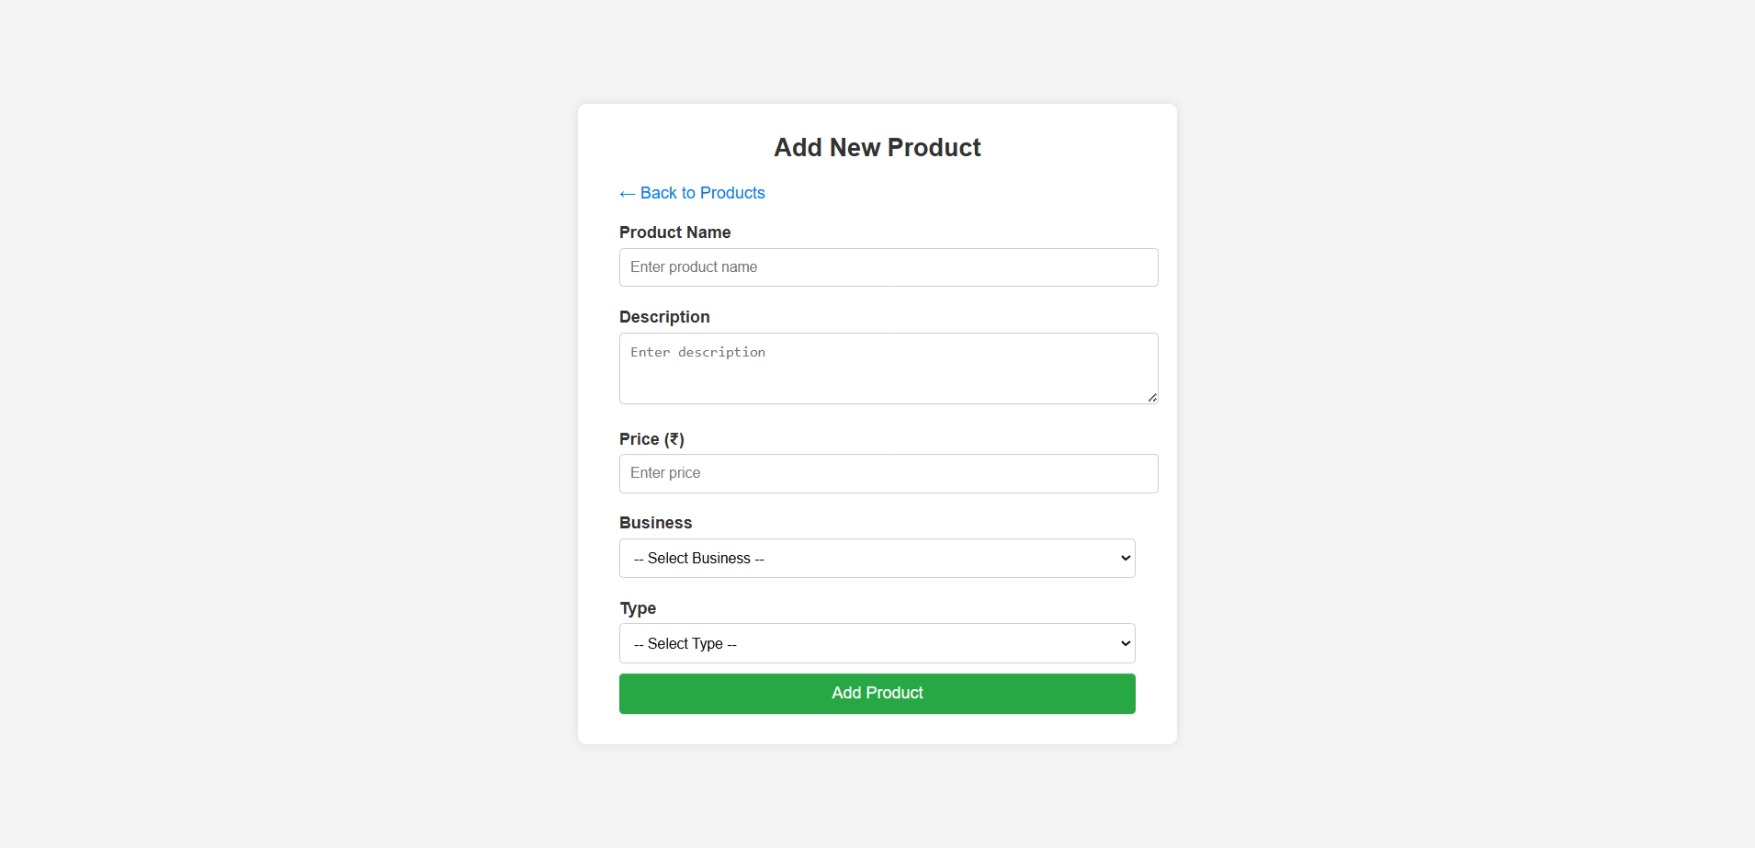 Add New Product
← Back to Products
Product Name
Enter product name
Description
Enter description
Price (₹)
Enter price
Business
-- Select Business --
Type
-- Select Type --
Add Product